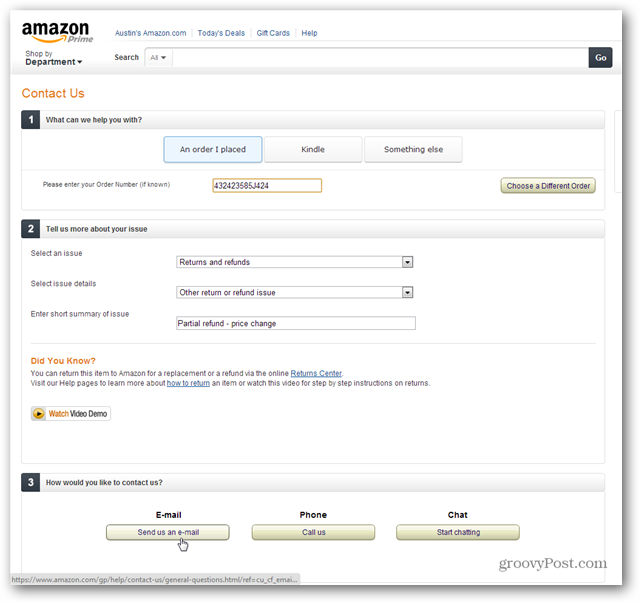 amazon
Prime
Austin's Amazon.com Today's Deals Gift Cards Help
Shop by
Department
Search All Go
Contact Us
1 What can we help you with?
An order I placed Kindle Something else
Please enter your Order Number (if known) 432423585J424 Choose a Different Order
2 Tell us more about your issue
Select an issue
Returns and refunds
Select issue details
Other return or refund issue
Enter short summary of issue
Partial refund - price change
Did You Know?
You can return this item to Amazon for a replacement or a refund via the online Returns Center.
Visit our Help pages to learn more about how to return an item or watch this video for step by step instructions on returns.
Watch Video Demo
3 How would you like to contact us?
E-mail Phone Chat
Send us an e-mail Call us Start chatting
groovyPost.com
https://www.amazon.com/gp/help/contact-us/general-questions.html/ref=cu_cf_emai...